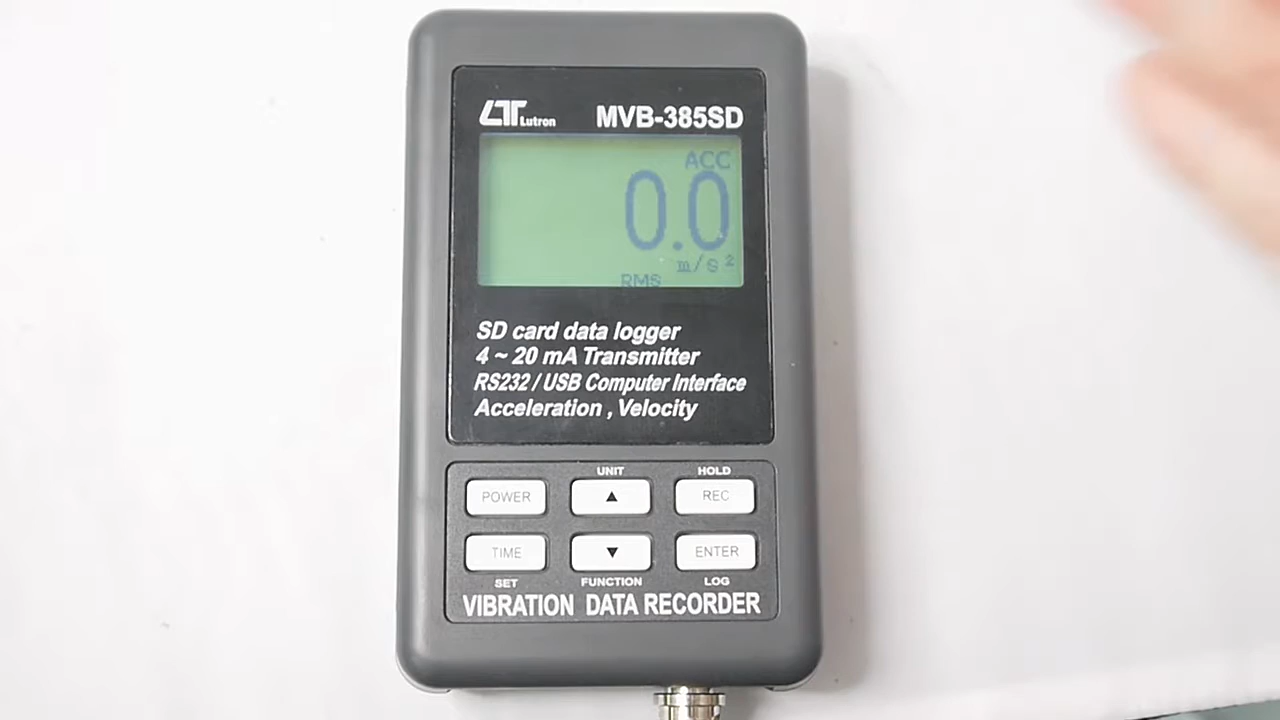 LT Lutron MVB-385SD
ACC
0.0
m/s²
RMS
SD card data logger
4 ~ 20 mA Transmitter
RS232 / USB Computer Interface
Acceleration , Velocity
UNIT HOLD
POWER ▲ REC
TIME ▼ ENTER
SET FUNCTION LOG
VIBRATION DATA RECORDER